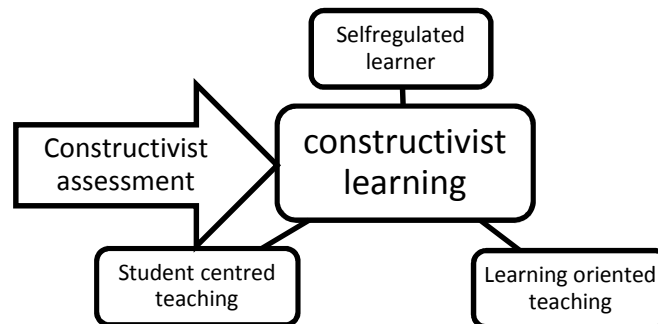 Selfregulated
learner
Constructivist
assessment
constructivist
learning
Student centred
teaching
Learning oriented
teaching